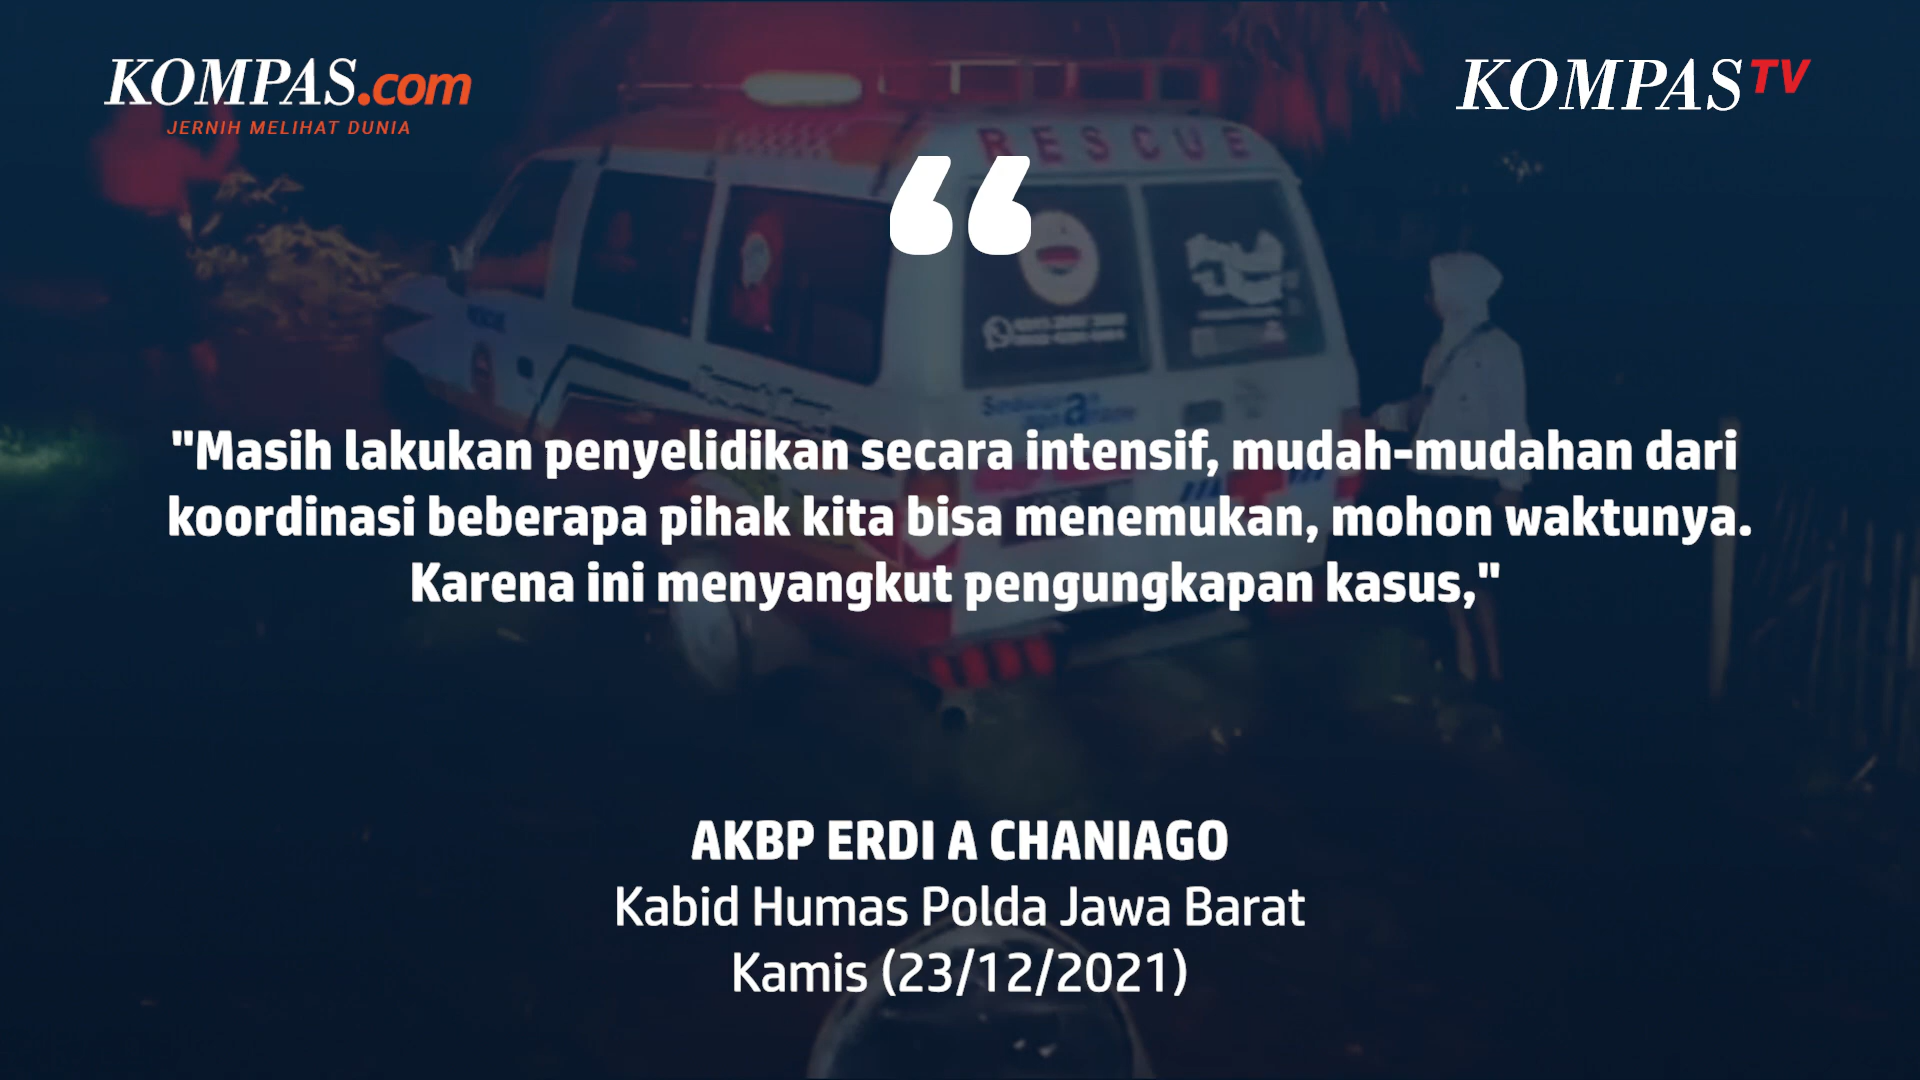 KOMPAS.com
JERNIH MELIHAT DUNIA
KOMPASTV
RESCUE
"Masih lakukan penyelidikan secara intensif, mudah-mudahan dari
koordinasi beberapa pihak kita bisa menemukan, mohon waktunya.
Karena ini menyangkut pengungkapan kasus,"
AKBP ERDI A CHANIAGO
Kabid Humas Polda Jawa Barat
Kamis (23/12/2021)